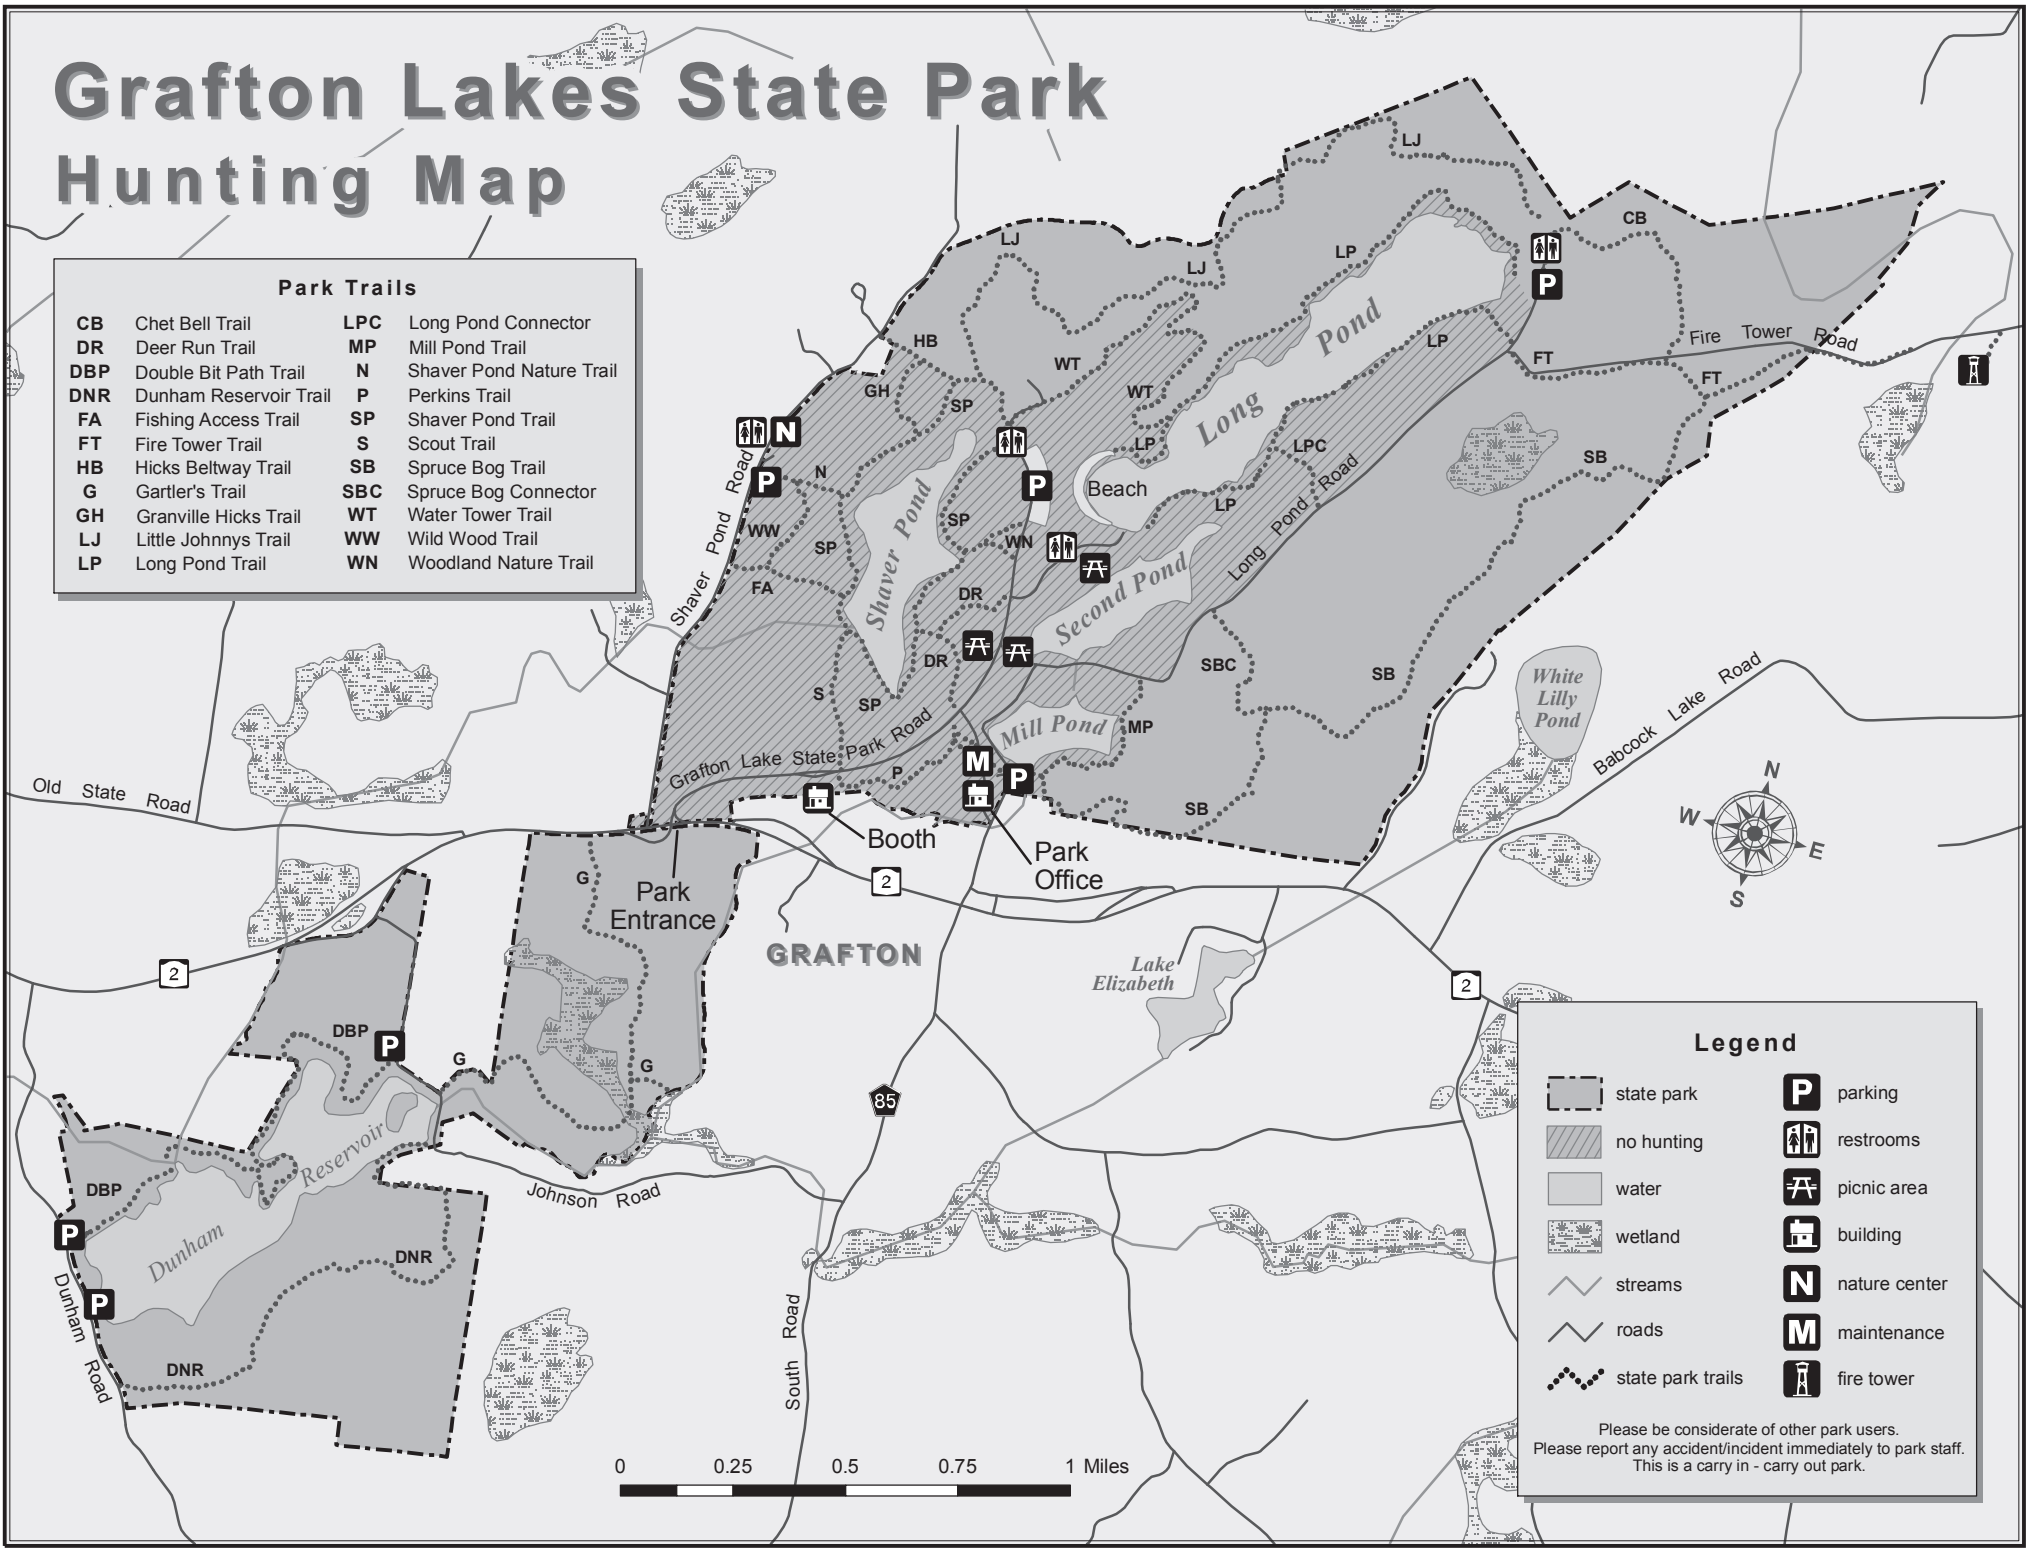 Grafton Lakes State Park
Hunting Map
Park Trails
CB Chet Bell Trail
DR Deer Run Trail
DBP Double Bit Path Trail
DNR Dunham Reservoir Trail
FA Fishing Access Trail
FT Fire Tower Trail
HB Hicks Beltway Trail
G Gartler's Trail
GH Granville Hicks Trail
LJ Little Johnnys Trail
LP Long Pond Trail
LPC Long Pond Connector
MP Mill Pond Trail
N Shaver Pond Nature Trail
P Perkins Trail
SP Shaver Pond Trail
S Scout Trail
SB Spruce Bog Trail
SBC Spruce Bog Connector
WT Water Tower Trail
WW Wild Wood Trail
WN Woodland Nature Trail
LJ
CB
LJ
LP
LJ
P
HB
LP
Fire Tower Road
FT
FT
WT
GH
SP
WT
Long Pond
N
LP
LPC
SB
N
P
P
Beach
LP
Shaver Pond Road
WW
SP
SP
WN
Long Pond Road
FA
DR
Shaver Pond
Second Pond
DR
SBC
SB
White
Lilly
Pond
S
SP
MP
Mill Pond
Babcock Lake Road
Grafton Lake State Park Road
P
M
P
Old State Road
SB
N
W
E
S
Booth
Park
Office
2
G
Park
Entrance
GRAFTON
Lake
Elizabeth
2
2
DBP
P
G
G
85
Dunham Reservoir
DBP
Johnson Road
P
DNR
P
Dunham Road
DNR
South Road
Legend
state park
no hunting
water
wetland
streams
roads
state park trails
P parking
restrooms
picnic area
building
N nature center
M maintenance
fire tower
Please be considerate of other park users.
Please report any accident/incident immediately to park staff.
This is a carry in - carry out park.
0 0.25 0.5 0.75 1 Miles